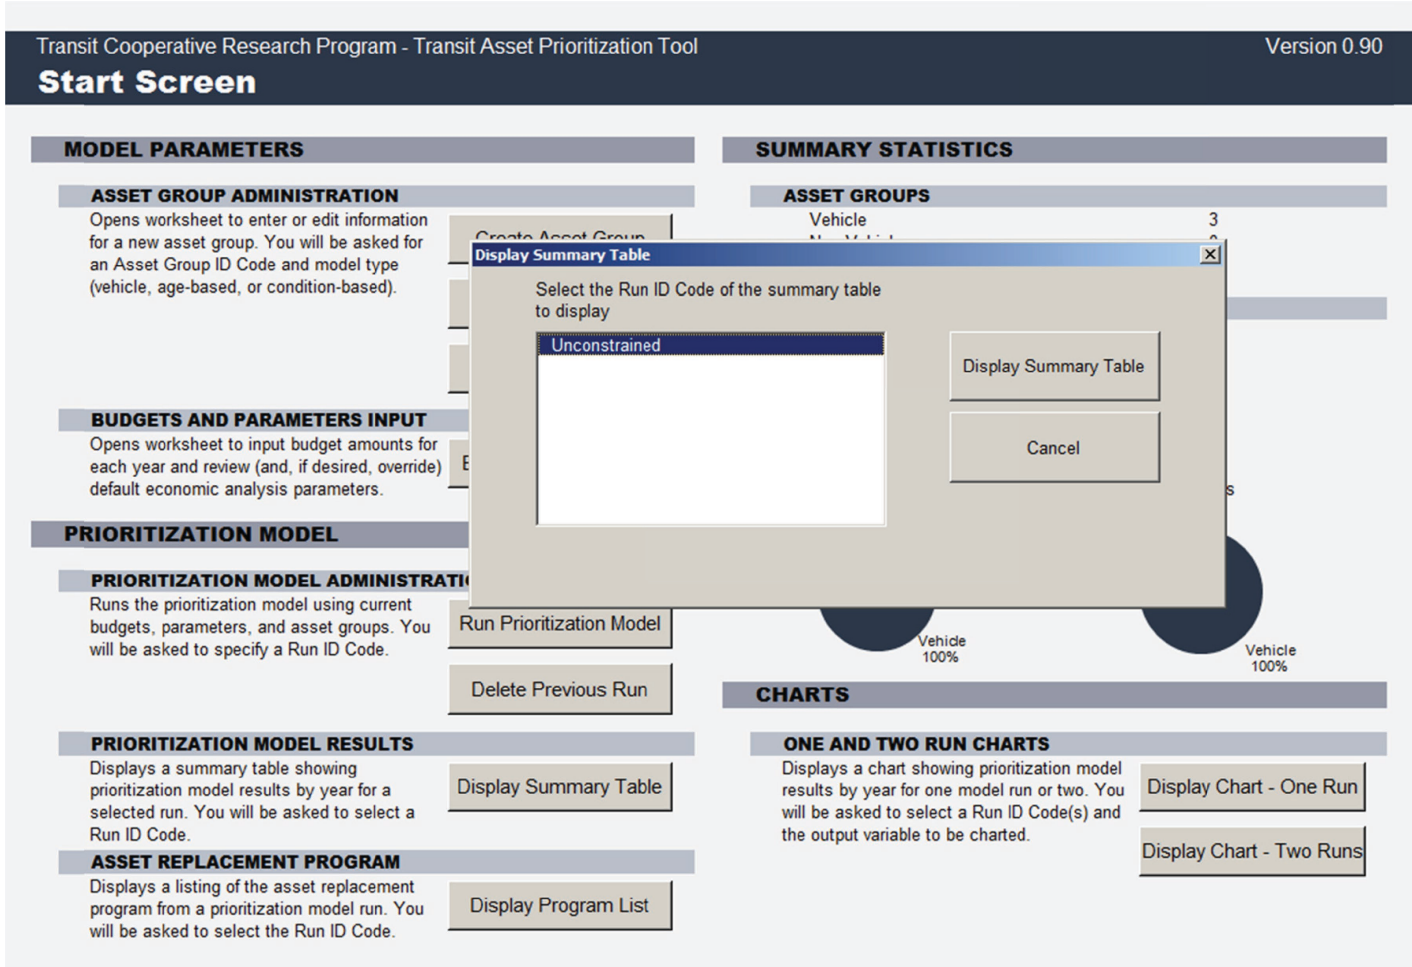 Transit Cooperative Research Program - Transit Asset Prioritization Tool
Version 0.90
Start Screen
MODEL PARAMETERS
ASSET GROUP ADMINISTRATION
Opens worksheet to enter or edit information
for a new asset group. You will be asked for
an Asset Group ID Code and model type
(vehicle, age-based, or condition-based).
Create Asset Group
BUDGETS AND PARAMETERS INPUT
Opens worksheet to input budget amounts for
each year and review (and, if desired, override)
default economic analysis parameters.
PRIORITIZATION MODEL
PRIORITIZATION MODEL ADMINISTRATI
Runs the prioritization model using current
budgets, parameters, and asset groups. You
will be asked to specify a Run ID Code.
Run Prioritization Model
Delete Previous Run
PRIORITIZATION MODEL RESULTS
Displays a summary table showing
prioritization model results by year for a
selected run. You will be asked to select a
Run ID Code.
Display Summary Table
ASSET REPLACEMENT PROGRAM
Displays a listing of the asset replacement
program from a prioritization model run. You
will be asked to select the Run ID Code.
Display Program List
SUMMARY STATISTICS
ASSET GROUPS
Vehicle 3
Display Summary Table
Select the Run ID Code of the summary table
to display
Unconstrained
Display Summary Table
Cancel
s
Vehicle
100%
Vehicle
100%
CHARTS
ONE AND TWO RUN CHARTS
Displays a chart showing prioritization model
results by year for one model run or two. You
will be asked to select a Run ID Code(s) and
the output variable to be charted.
Display Chart - One Run
Display Chart - Two Runs